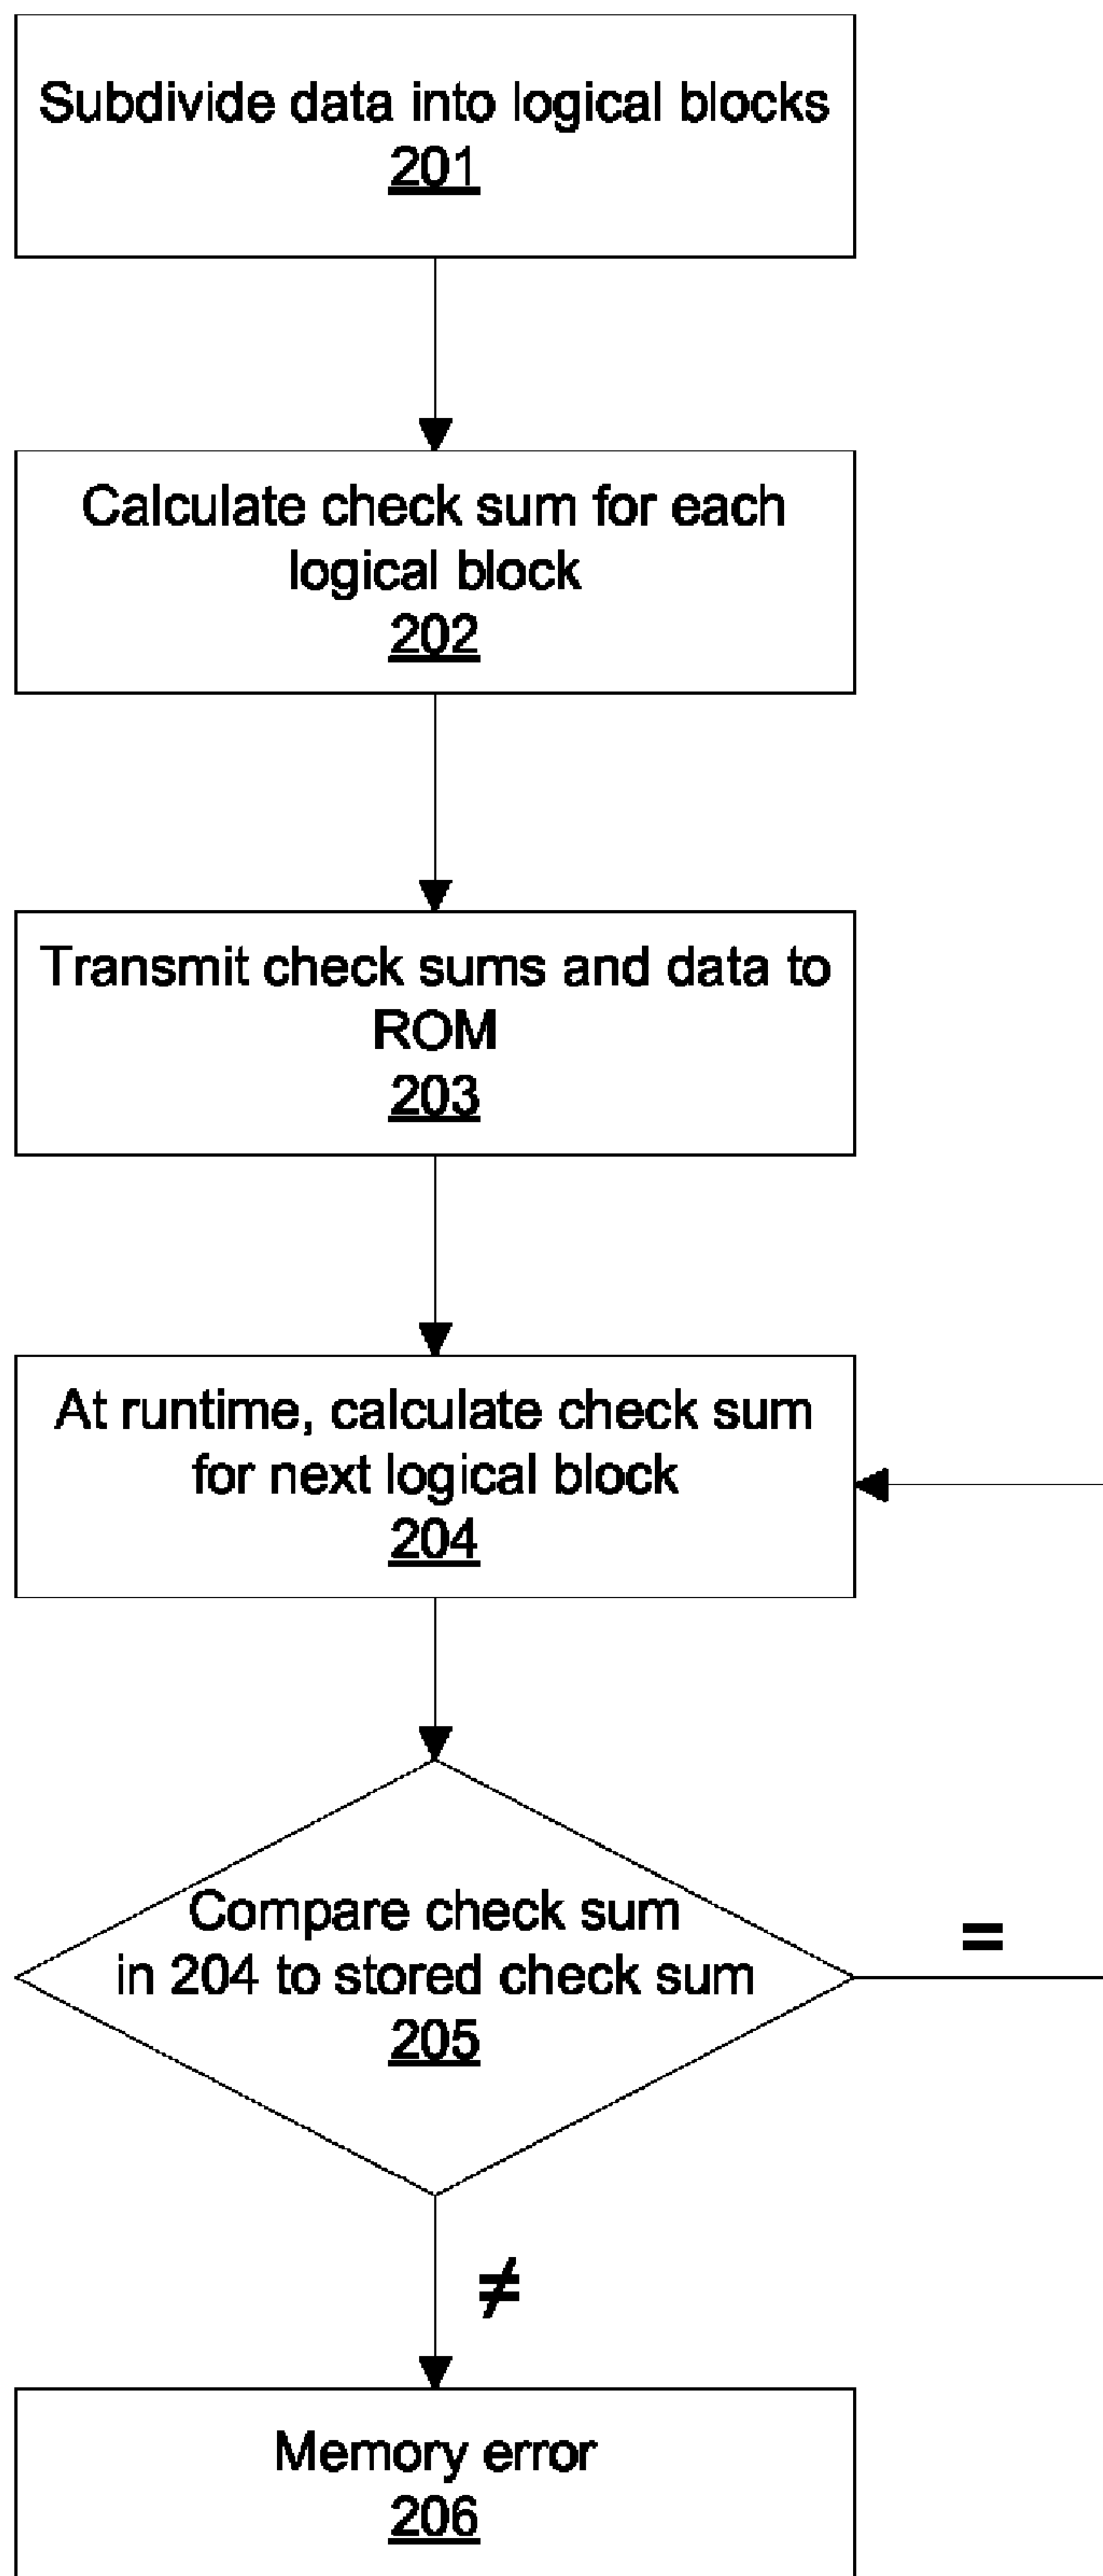 Subdivide data into logical blocks
201
Calculate check sum for each
logical block
202
Transmit check sums and data to
ROM
203
At runtime, calculate check sum
for next logical block
204
Compare check sum
in 204 to stored check sum
205
=
≠
Memory error
206